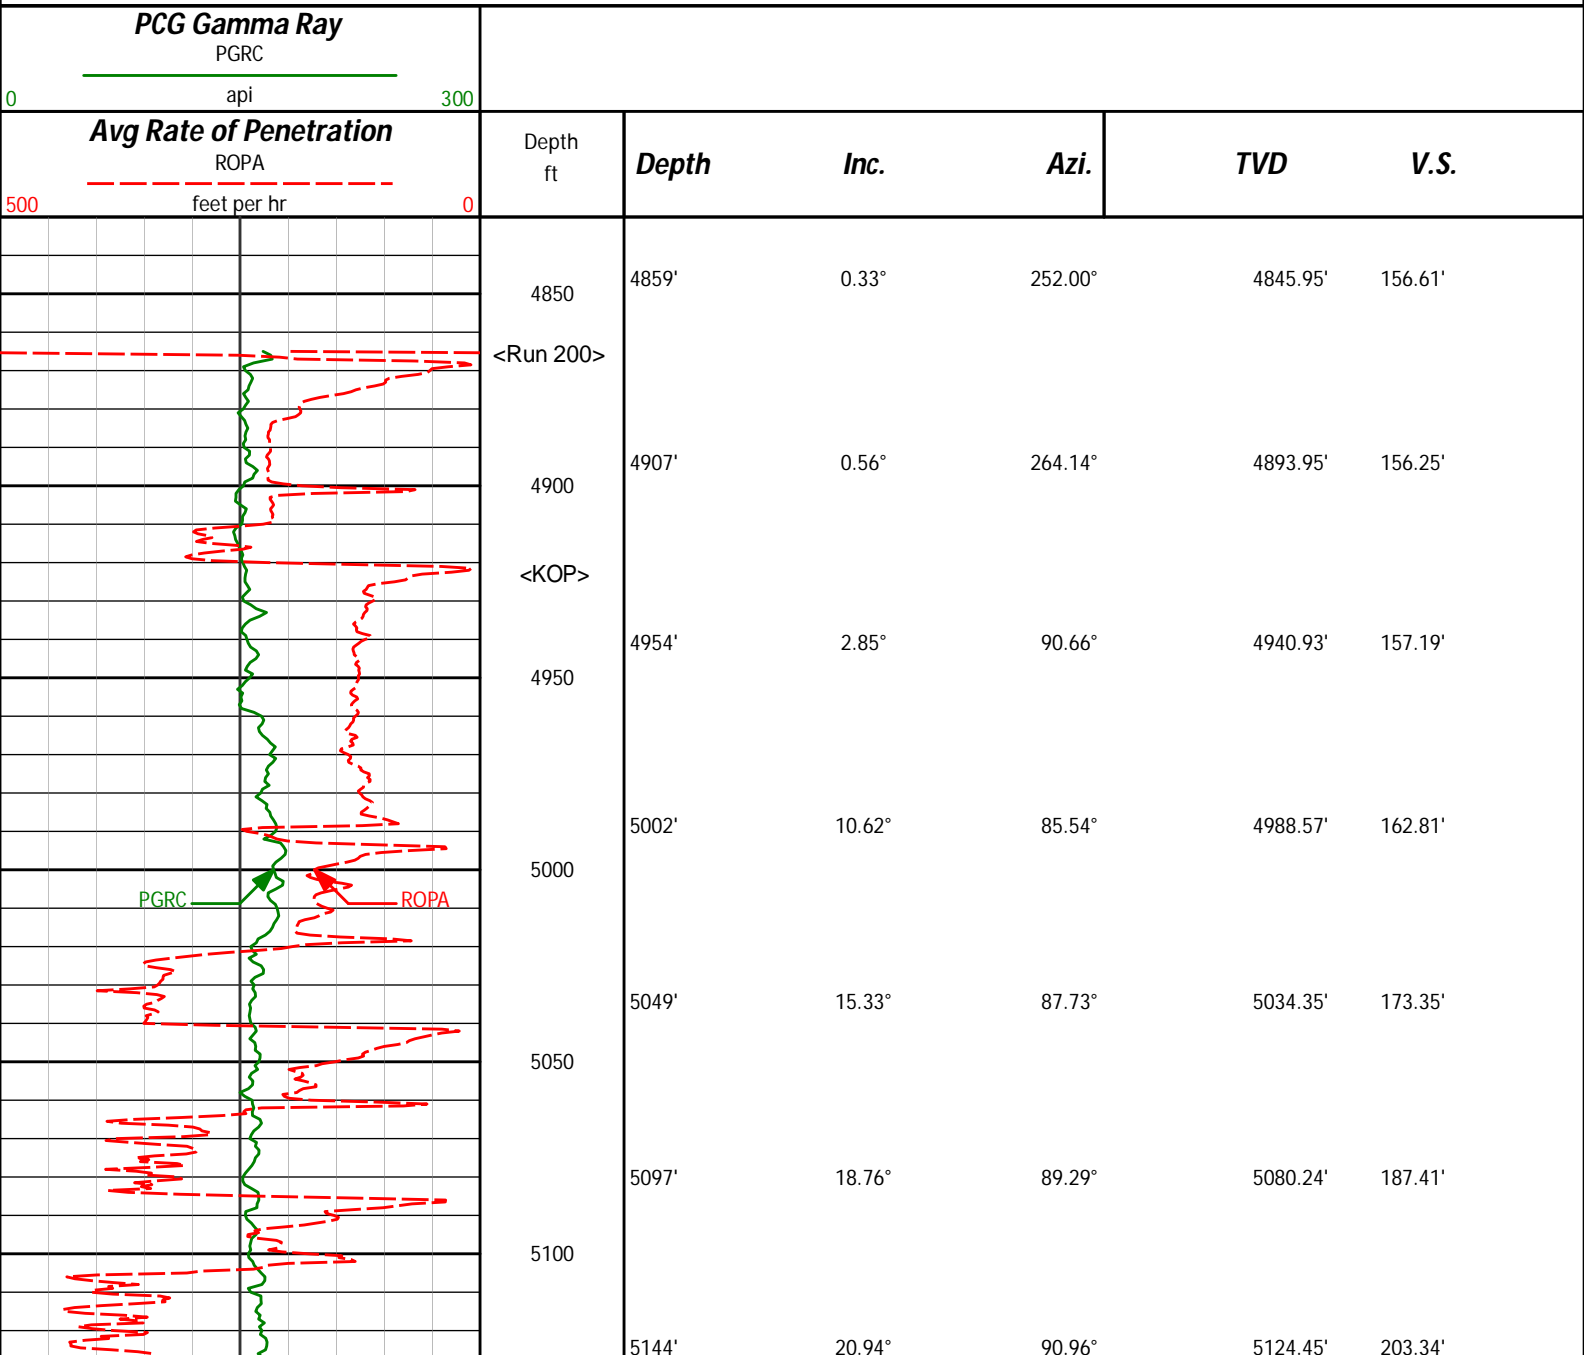 PCG Gamma Ray
PGRC
0 api 300
Avg Rate of Penetration
ROPA
500 feet per hr 0
Depth
ft
Depth Inc. Azi. TVD V.S.
4859' 0.33° 252.00° 4845.95' 156.61'
4850
<Run 200>
4907' 0.56° 264.14° 4893.95' 156.25'
4900
<KOP>
4954' 2.85° 90.66° 4940.93' 157.19'
4950
5002' 10.62° 85.54° 4988.57' 162.81'
5000
PGRC ROPA
5049' 15.33° 87.73° 5034.35' 173.35'
5050
5097' 18.76° 89.29° 5080.24' 187.41'
5100
5144' 20.94° 90.96° 5124.45' 203.34'